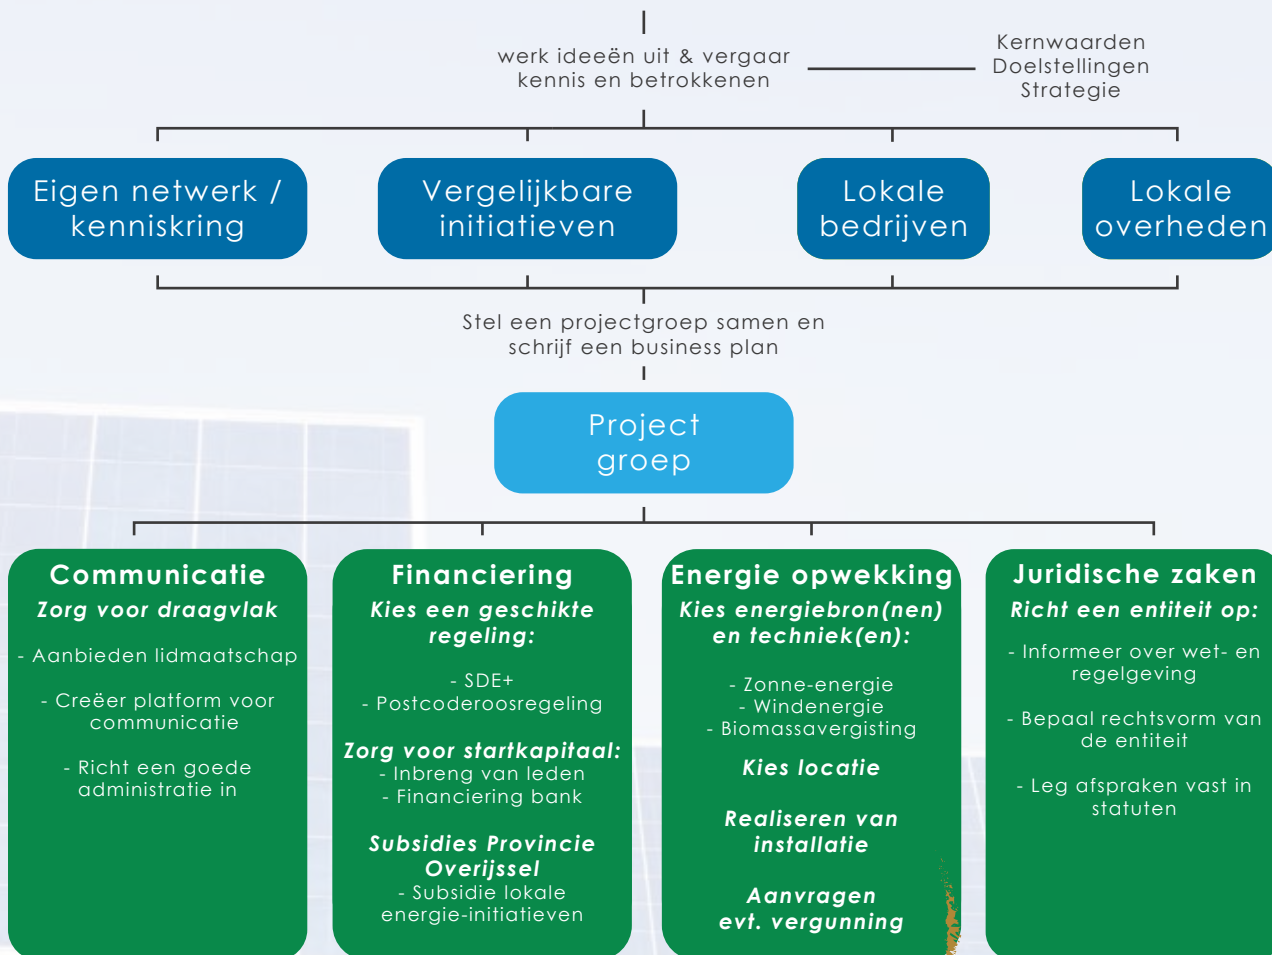 werk ideeën uit & vergaar
kennis en betrokkenen
Kernwaarden
Doelstellingen
Strategie
Eigen netwerk /
kenniskring
Vergelijkbare
initiatieven
Lokale
bedrijven
Lokale
overheden
Stel een projectgroep samen en
schrijf een business plan
Project
groep
Communicatie
Zorg voor draagvlak
- Aanbieden lidmaatschap
- Creëer platform voor
communicatie
- Richt een goede
administratie in
Financiering
Kies een geschikte
regeling:
- SDE+
- Postcoderoosregeling
Zorg voor startkapitaal:
- Inbreng van leden
- Financiering bank
Subsidies Provincie
Overijssel
- Subsidie lokale
energie-initiatieven
Energie opwekking
Kies energiebron(nen)
en techniek(en):
- Zonne-energie
- Windenergie
- Biomassavergisting
Kies locatie
Realiseren van
installatie
Aanvragen
evt. vergunning
Juridische zaken
Richt een entiteit op:
- Informeer over wet- en
regelgeving
- Bepaal rechtsvorm van
de entiteit
- Leg afspraken vast in
statuten